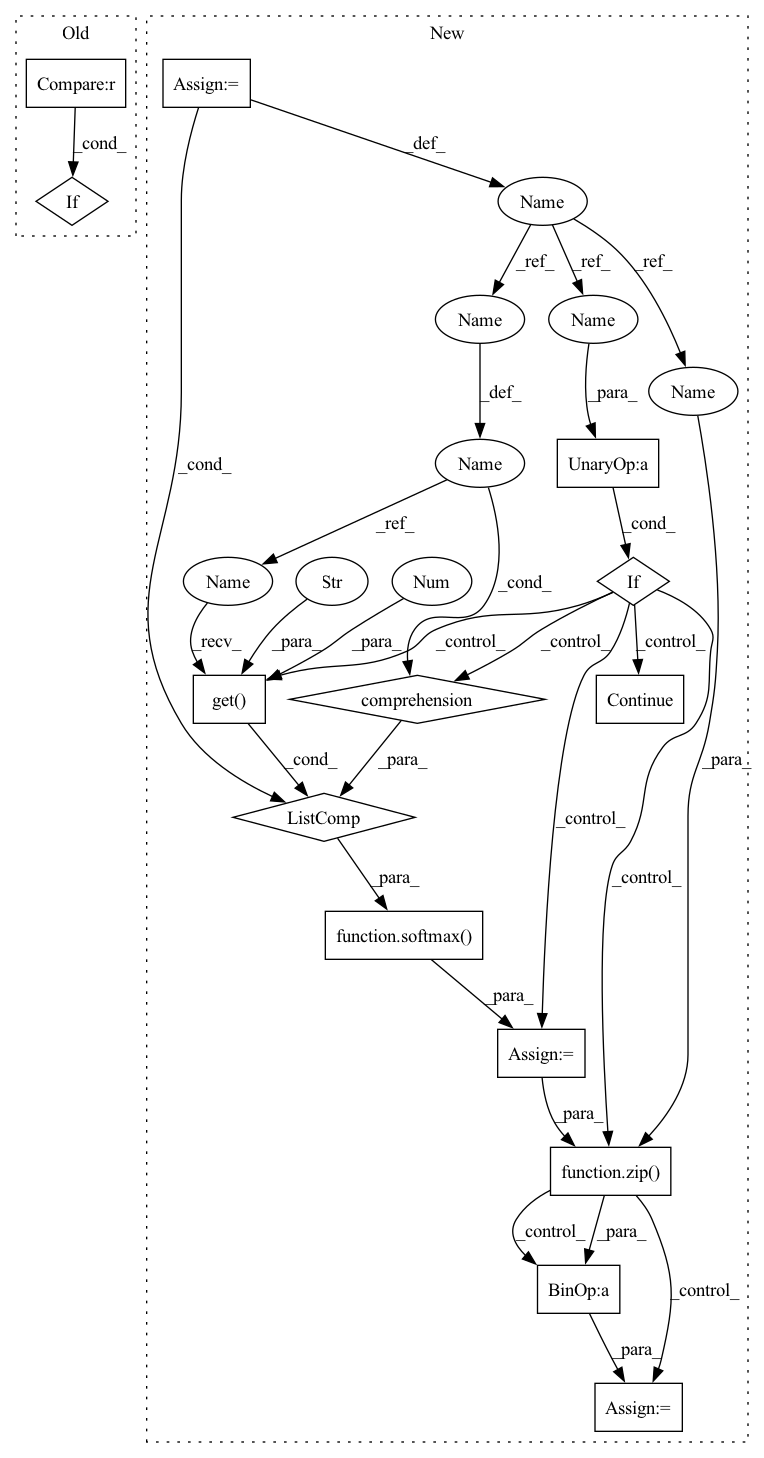 Old
New
Compare:r
Assign:=
_cond_
_def_
If
Name
_ref_
_ref_
_ref_
Name
Name
Name
_def_
_para_
_cond_
Name
UnaryOp:a
_ref_
_cond_
_cond_
Name
Str
Num
If
_recv_
_para_
_para_
_control_
_control_
_control_
get()
comprehension
Continue
_cond_
_para_
_para_
ListComp
_control_
_para_
_control_
function.softmax()
_para_
Assign:=
_para_
function.zip()
_control_
_para_
_control_
BinOp:a
_para_
Assign:=